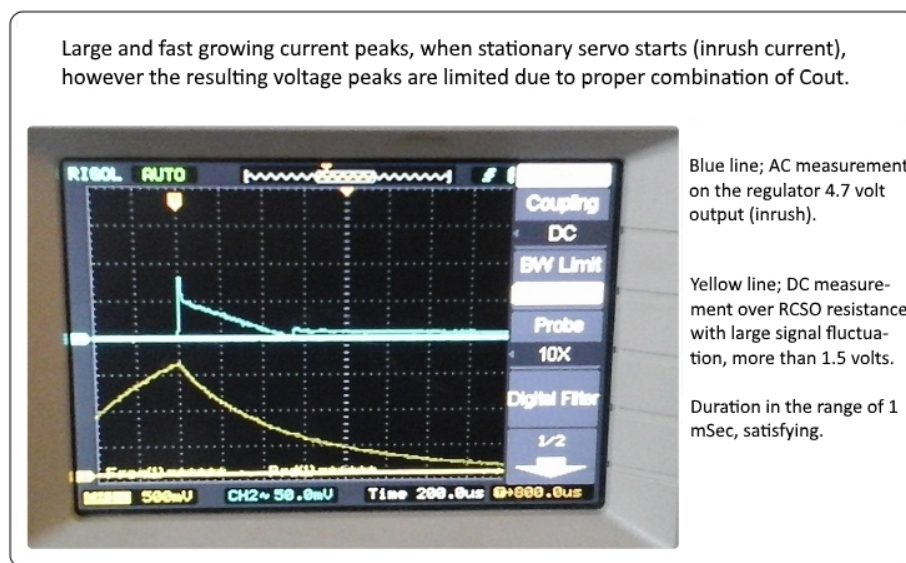 Large and fast growing current peaks, when stationary servo starts (inrush current),
however the resulting voltage peaks are limited due to proper combination of Cout.
Blue line; AC measurement
on the regulator 4.7 volt
output (inrush).
Yellow line; DC measure-
ment over RCSO resistance
with large signal fluctua-
tion, more than 1.5 volts.
Duration in the range of 1
mSec, satisfying.
RIGOL AUTO
Coupling
DC
BW Limit
Probe
10X
Digital Filter
1/2
500mV CH2~ 50.0mV Time 200.0us 800.0us